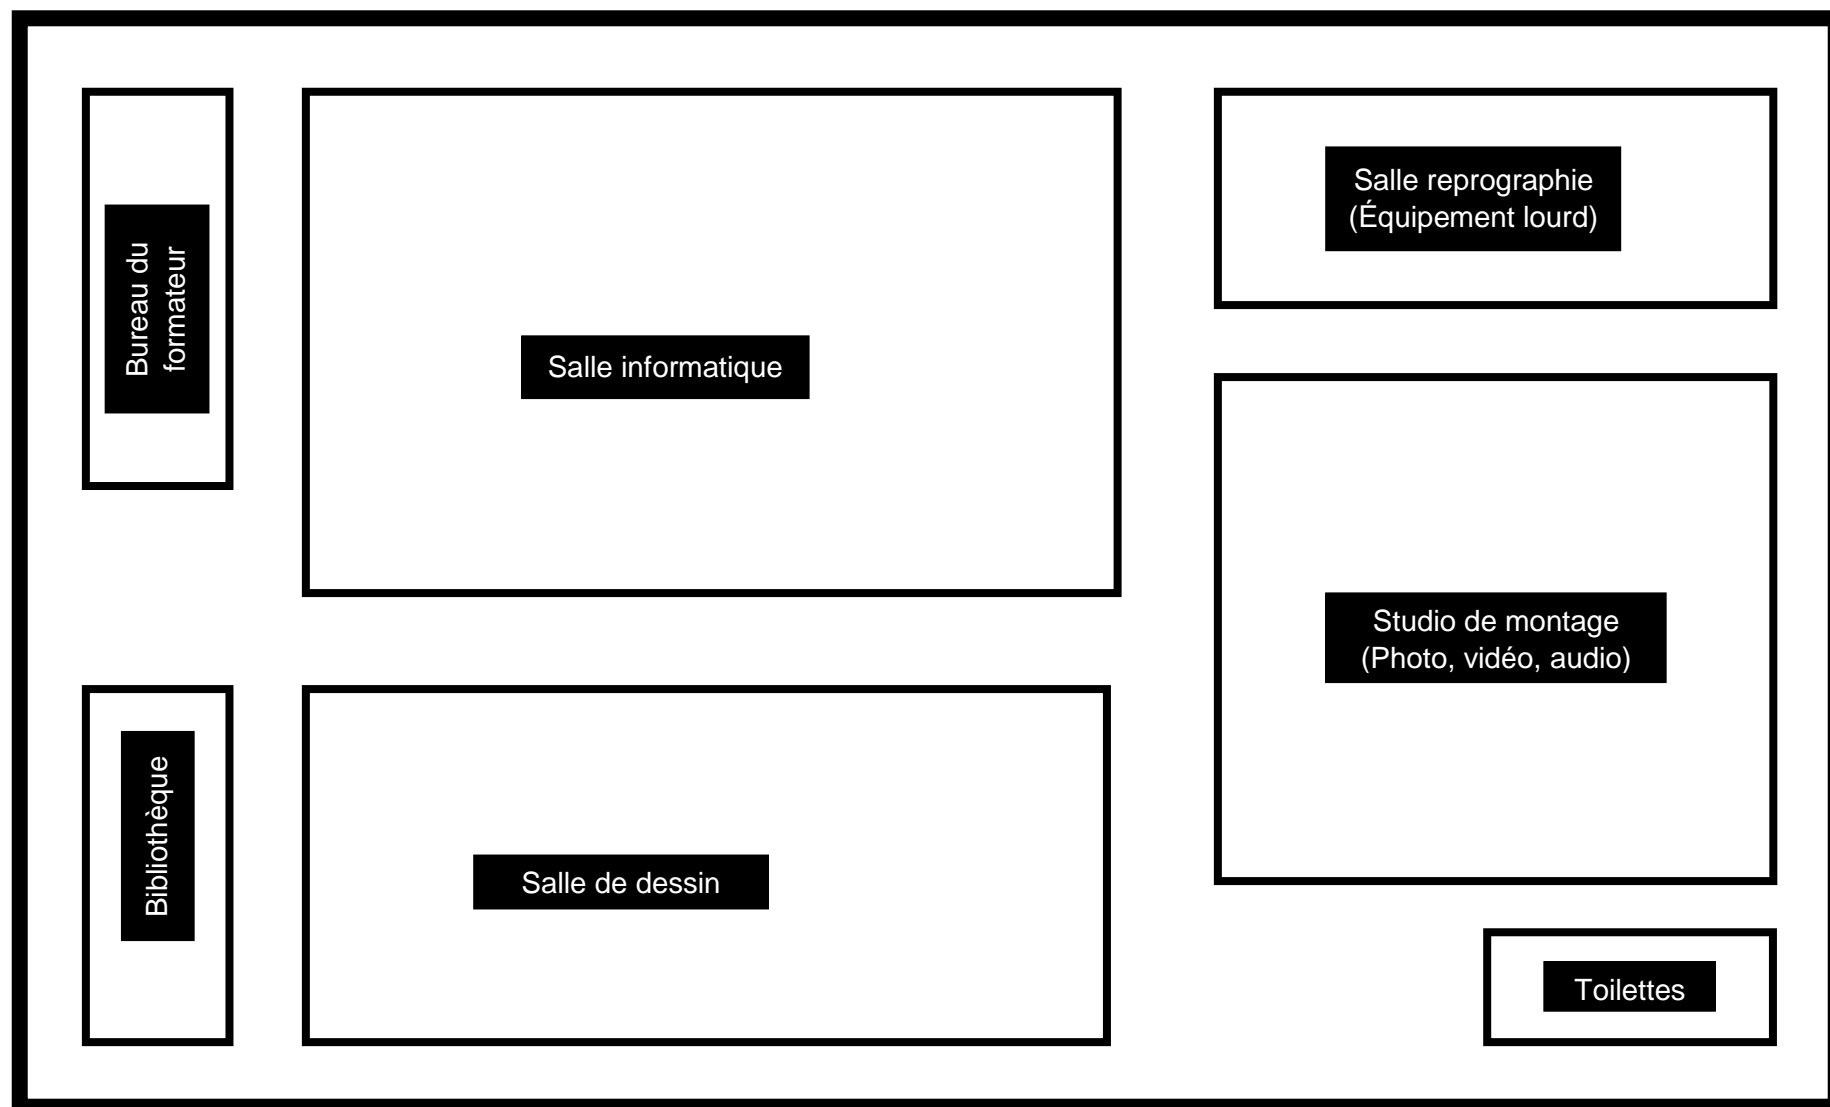 Bureau du
formateur
Salle informatique
Salle reprographie
(Équipement lourd)
Studio de montage
(Photo, vidéo, audio)
Bibliothèque
Salle de dessin
Toilettes